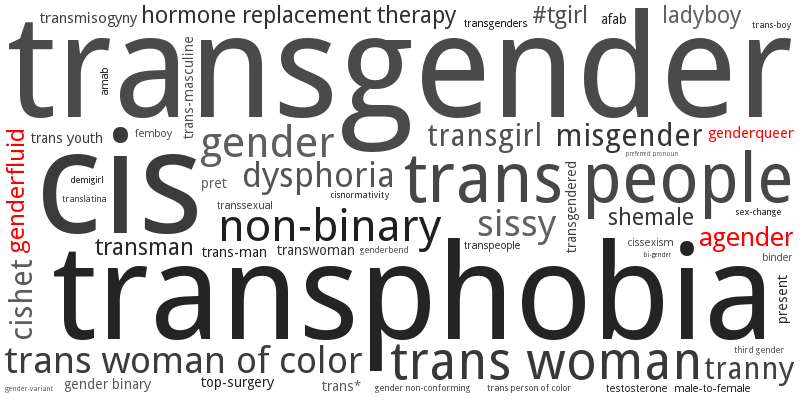 transmisogyny
hormone replacement therapy
transgenders
#tgirl
afab
ladyboy
trans-boy
transgender
amab
trans-masculine
trans youth
femboy
gender
transgirl
misgender
genderqueer
preferred pronoun
genderfluid
cis
demigirl
translatina
pret
dysphoria
cisnormativity
trans people
transgendered
transsexual
non-binary
sissy
shemale
sex-change
agender
transman
trans-man
transwoman
genderbend
transpeople
cissexism
bi-gender
binder
cishet
transphobia
present
trans woman of color
trans woman
third gender
tranny
gender-variant
gender binary
top-surgery
trans*
gender non-conforming
trans person of color
testosterone
male-to-female